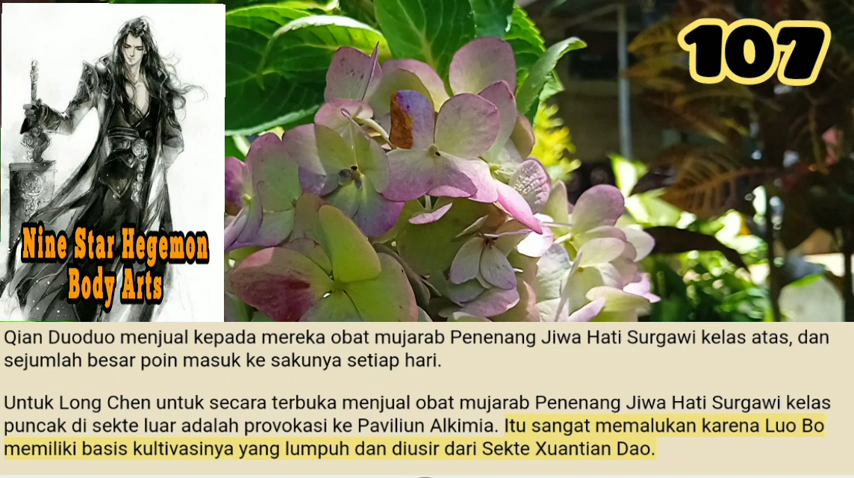 107
Nine Star Hegemon
Body Arts
Qian Duoduo menjual kepada mereka obat mujarab Penenang Jiwa Hati Surgawi kelas atas, dan
sejumlah besar poin masuk ke sakunya setiap hari.
Untuk Long Chen untuk secara terbuka menjual obat mujarab Penenang Jiwa Hati Surgawi kelas
puncak di sekte luar adalah provokasi ke Paviliun Alkimia. Itu sangat memalukan karena Luo Bo
memiliki basis kultivasinya yang lumpuh dan diusir dari Sekte Xuantian Dao.